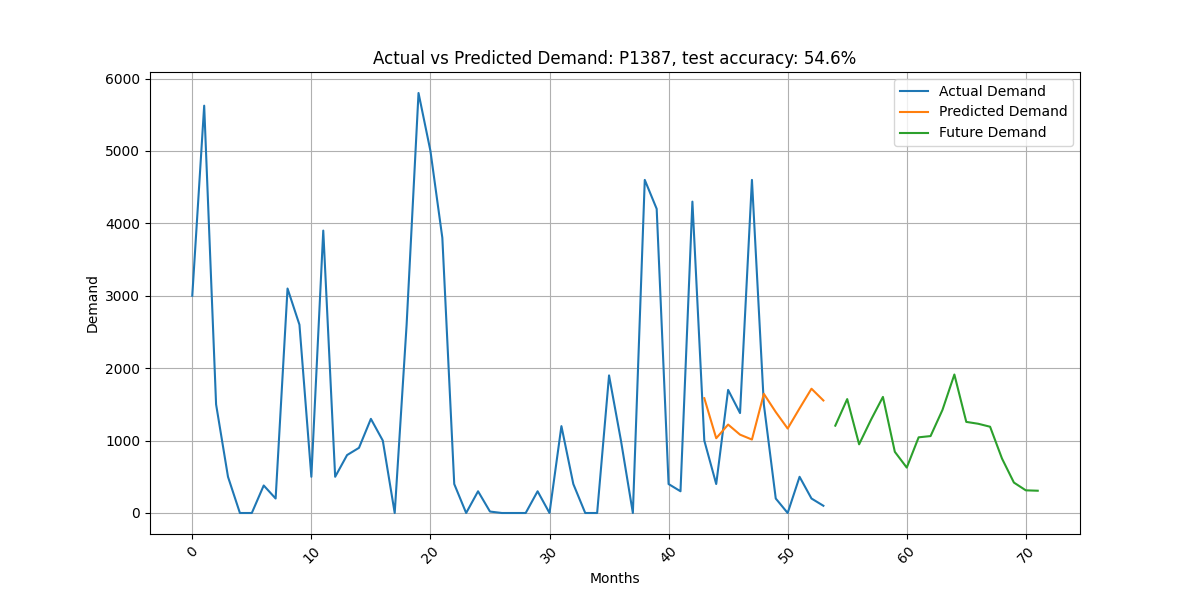 Actual vs Predicted Demand: P1387, test accuracy: 54.6%
Actual Demand
Predicted Demand
Future Demand
6000
5000
4000
3000
2000
1000
0
Demand
0 10 20 30 40 50 60 70
Months